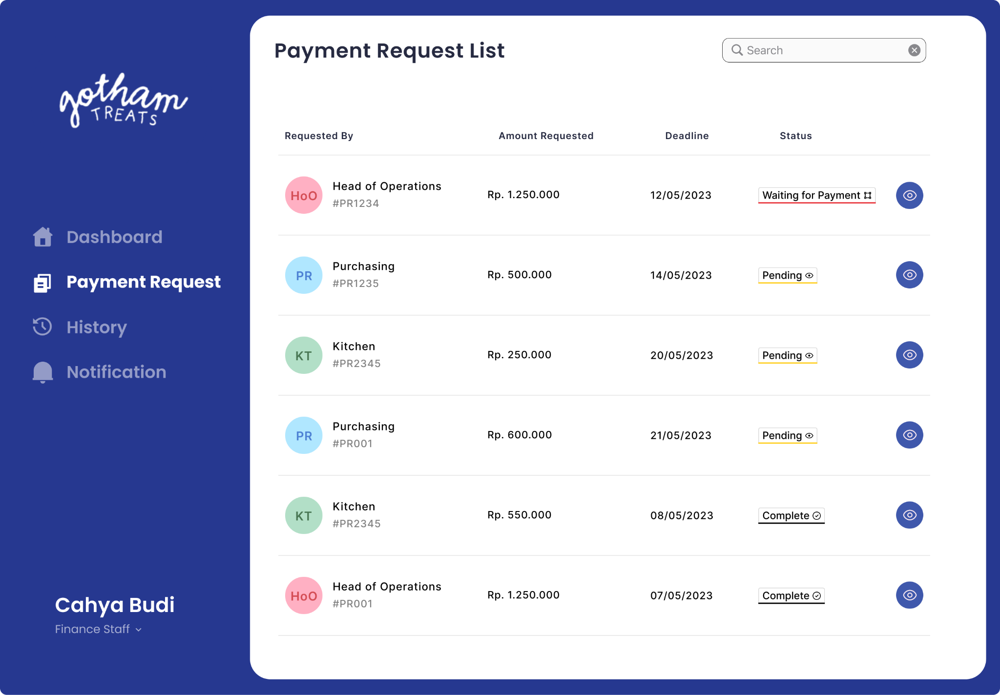 gotham
TREATS
Dashboard
Payment Request
History
Notification
Cahya Budi
Finance Staff
Payment Request List
Search
Requested By Amount Requested Deadline Status
HoO Head of Operations Rp. 1.250.000 12/05/2023 Waiting for Payment
#PR1234
PR Purchasing Rp. 500.000 14/05/2023 Pending
#PR1235
KT Kitchen Rp. 250.000 20/05/2023 Pending
#PR2345
PR Purchasing Rp. 600.000 21/05/2023 Pending
#PR001
KT Kitchen Rp. 550.000 08/05/2023 Complete
#PR2345
HoO Head of Operations Rp. 1.250.000 07/05/2023 Complete
#PR001